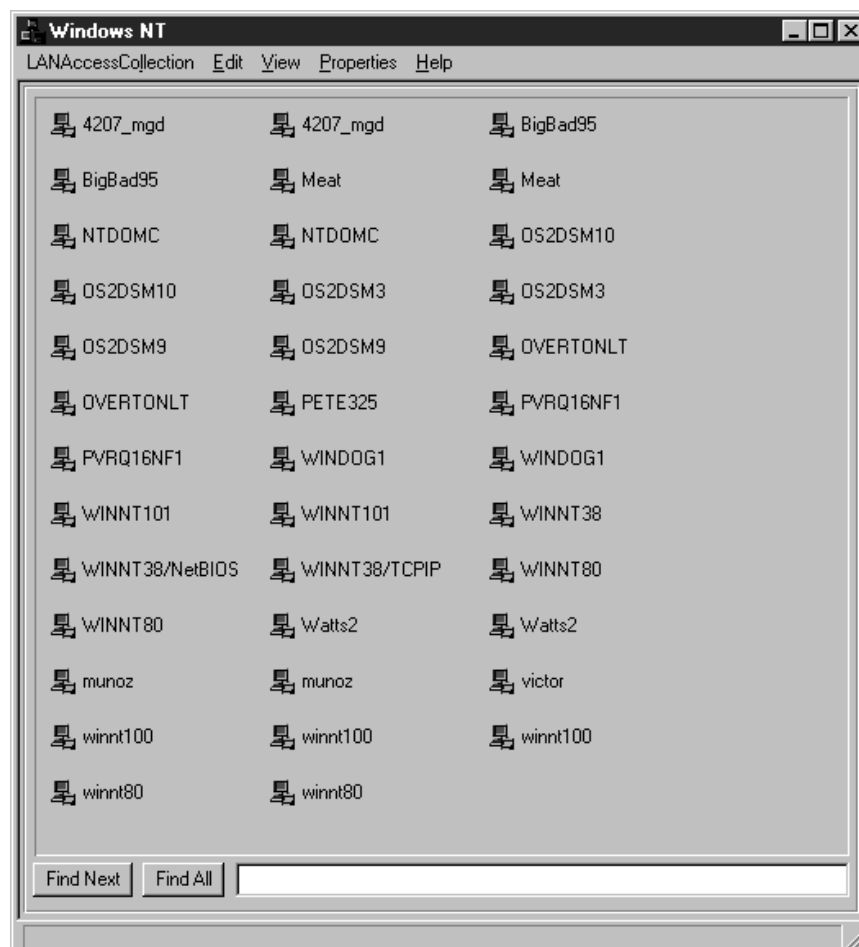 Windows NT
LANAccessCollection Edit View Properties Help
4207_mgd 4207_mgd BigBad95
BigBad95 Meat Meat
NTDOMC NTDOMC OS2DSM10
OS2DSM10 OS2DSM3 OS2DSM3
OS2DSM9 OS2DSM9 OVERTONLT
OVERTONLT PETE325 PVRQ16NF1
PVRQ16NF1 WINDOG1 WINDOG1
WINNT101 WINNT101 WINNT38
WINNT38/NetBIOS WINNT38/TCPIP WINNT80
WINNT80 Watts2 Watts2
munoz munoz victor
winnt100 winnt100 winnt100
winnt80 winnt80
Find Next Find All